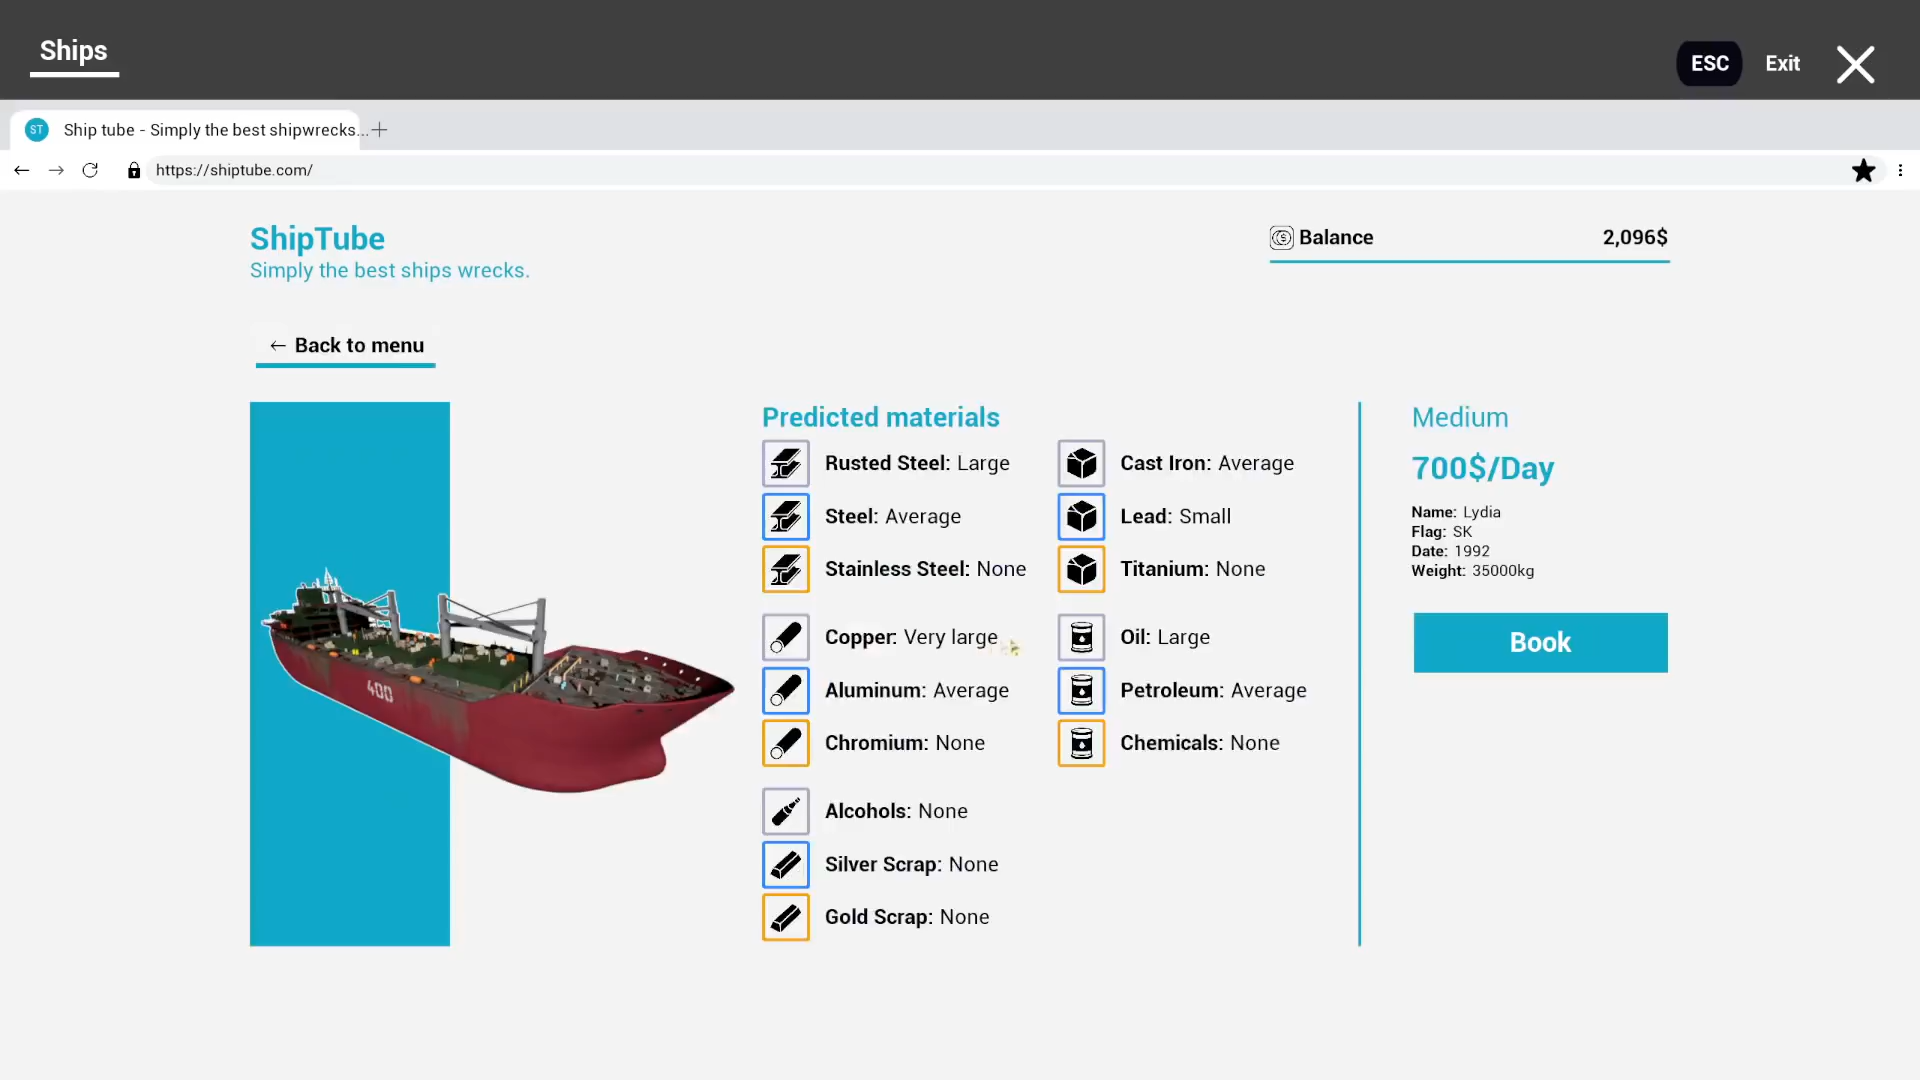 Ships
ESC Exit
ST Ship tube - Simply the best shipwrecks...
https://shiptube.com/
ShipTube
Simply the best ships wrecks.
Balance 2,096$
← Back to menu
Predicted materials
Rusted Steel: Large
Steel: Average
Stainless Steel: None
Copper: Very large
Aluminum: Average
Chromium: None
Alcohols: None
Silver Scrap: None
Gold Scrap: None
Cast Iron: Average
Lead: Small
Titanium: None
Oil: Large
Petroleum: Average
Chemicals: None
Medium
700$/Day
Name: Lydia
Flag: SK
Date: 1992
Weight: 35000kg
Book
400